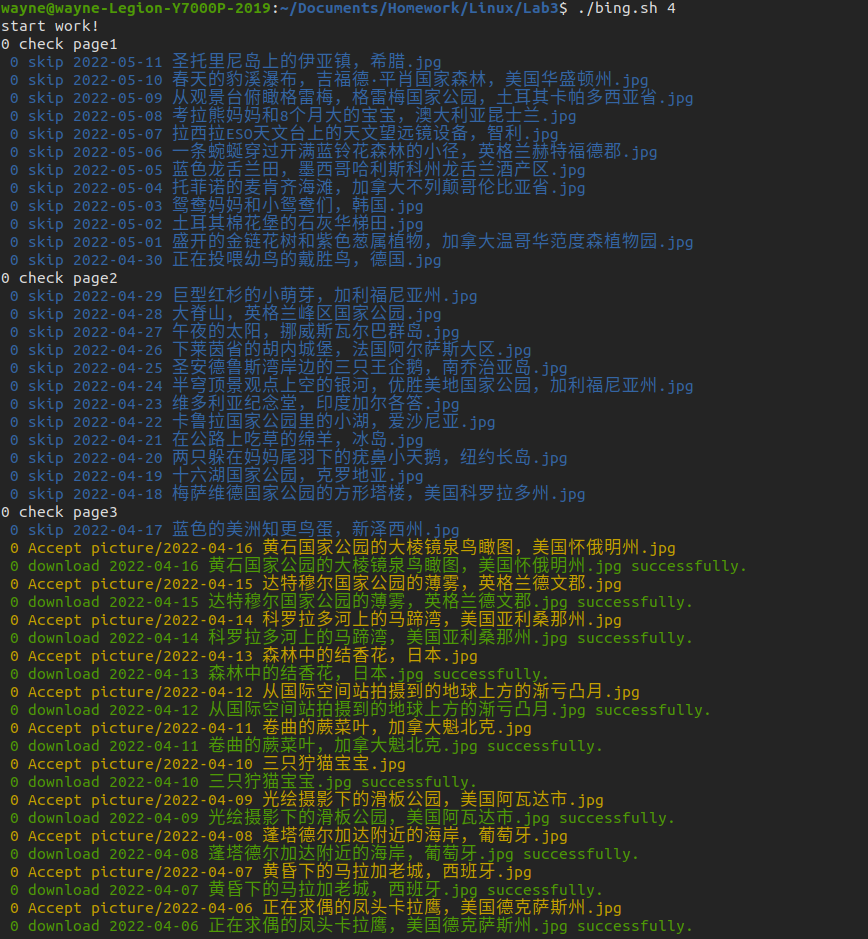 wayne@wayne-Legion-Y7000P-2019:~/Documents/Homework/Linux/Lab3$ ./bing.sh 4
start work!
0 check page1
 0 skip 2022-05-11 圣托里尼岛上的伊亚镇，希腊.jpg
 0 skip 2022-05-10 春天的豹溪瀑布，吉福德·平肖国家森林，美国华盛顿州.jpg
 0 skip 2022-05-09 从观景台俯瞰格雷梅，格雷梅国家公园，土耳其卡帕多西亚省.jpg
 0 skip 2022-05-08 考拉熊妈妈和8个月大的宝宝，澳大利亚昆士兰.jpg
 0 skip 2022-05-07 拉西拉ESO天文台上的天文望远镜设备，智利.jpg
 0 skip 2022-05-06 一条蜿蜒穿过开满蓝铃花森林的小径，英格兰赫特福德郡.jpg
 0 skip 2022-05-05 蓝色龙舌兰田，墨西哥哈利斯科州龙舌兰酒产区.jpg
 0 skip 2022-05-04 托菲诺的麦肯齐海滩，加拿大不列颠哥伦比亚省.jpg
 0 skip 2022-05-03 鸳鸯妈妈和小鸳鸯们，韩国.jpg
 0 skip 2022-05-02 土耳其棉花堡的石灰华梯田.jpg
 0 skip 2022-05-01 盛开的金链花树和紫色葱属植物，加拿大温哥华范度森植物园.jpg
 0 skip 2022-04-30 正在投喂幼鸟的戴胜鸟，德国.jpg
0 check page2
 0 skip 2022-04-29 巨型红杉的小萌芽，加利福尼亚州.jpg
 0 skip 2022-04-28 大脊山，英格兰峰区国家公园.jpg
 0 skip 2022-04-27 午夜的太阳，挪威斯瓦尔巴群岛.jpg
 0 skip 2022-04-26 下莱茵省的胡内城堡，法国阿尔萨斯大区.jpg
 0 skip 2022-04-25 圣安德鲁斯湾岸边的三只王企鹅，南乔治亚岛.jpg
 0 skip 2022-04-24 半穹顶景观点上空的银河，优胜美地国家公园，加利福尼亚州.jpg
 0 skip 2022-04-23 维多利亚纪念堂，印度加尔各答.jpg
 0 skip 2022-04-22 卡鲁拉国家公园里的小湖，爱沙尼亚.jpg
 0 skip 2022-04-21 在公路上吃草的绵羊，冰岛.jpg
 0 skip 2022-04-20 两只躲在妈妈尾羽下的疣鼻小天鹅，纽约长岛.jpg
 0 skip 2022-04-19 十六湖国家公园，克罗地亚.jpg
 0 skip 2022-04-18 梅萨维德国家公园的方形塔楼，美国科罗拉多州.jpg
0 check page3
 0 skip 2022-04-17 蓝色的美洲知更鸟蛋，新泽西州.jpg
 0 Accept picture/2022-04-16 黄石国家公园的大棱镜泉鸟瞰图，美国怀俄明州.jpg
 0 download 2022-04-16 黄石国家公园的大棱镜泉鸟瞰图，美国怀俄明州.jpg successfully.
 0 Accept picture/2022-04-15 达特穆尔国家公园的薄雾，英格兰德文郡.jpg
 0 download 2022-04-15 达特穆尔国家公园的薄雾，英格兰德文郡.jpg successfully.
 0 Accept picture/2022-04-14 科罗拉多河上的马蹄湾，美国亚利桑那州.jpg
 0 download 2022-04-14 科罗拉多河上的马蹄湾，美国亚利桑那州.jpg successfully.
 0 Accept picture/2022-04-13 森林中的结香花，日本.jpg
 0 download 2022-04-13 森林中的结香花，日本.jpg successfully.
 0 Accept picture/2022-04-12 从国际空间站拍摄到的地球上方的渐亏凸月.jpg
 0 download 2022-04-12 从国际空间站拍摄到的地球上方的渐亏凸月.jpg successfully.
 0 Accept picture/2022-04-11 卷曲的蕨菜叶，加拿大魁北克.jpg
 0 download 2022-04-11 卷曲的蕨菜叶，加拿大魁北克.jpg successfully.
 0 Accept picture/2022-04-10 三只狞猫宝宝.jpg
 0 download 2022-04-10 三只狞猫宝宝.jpg successfully.
 0 Accept picture/2022-04-09 光绘摄影下的滑板公园，美国阿瓦达市.jpg
 0 download 2022-04-09 光绘摄影下的滑板公园，美国阿瓦达市.jpg successfully.
 0 Accept picture/2022-04-08 蓬塔德尔加达附近的海岸，葡萄牙.jpg
 0 download 2022-04-08 蓬塔德尔加达附近的海岸，葡萄牙.jpg successfully.
 0 Accept picture/2022-04-07 黄昏下的马拉加老城，西班牙.jpg
 0 download 2022-04-07 黄昏下的马拉加老城，西班牙.jpg successfully.
 0 Accept picture/2022-04-06 正在求偶的凤头卡拉鹰，美国德克萨斯州.jpg
 0 download 2022-04-06 正在求偶的凤头卡拉鹰，美国德克萨斯州.jpg successfully.